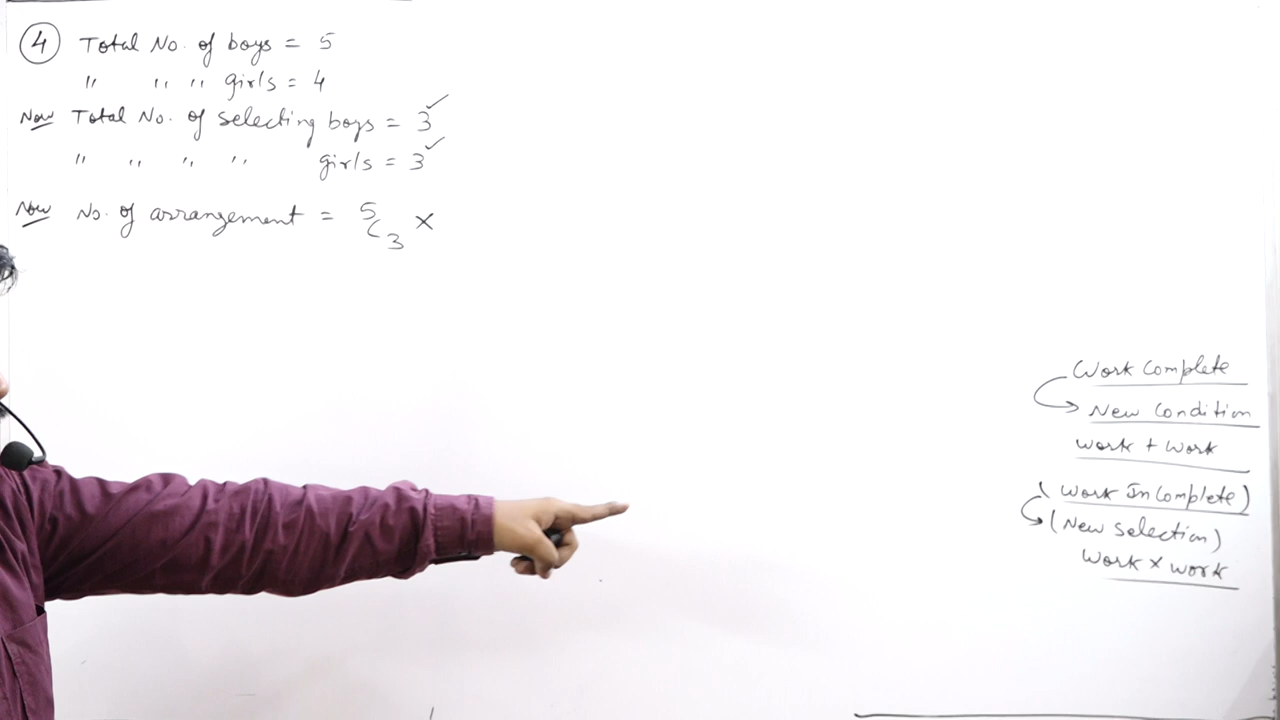 4 Total No. of boys = 5
" " " girls = 4
Now Total No. of selecting boys = 3 ✓
" " " " girls = 3 ✓
Now No. of arrangement = 5C3 ×
Work Complete
New Condition
Work + Work
(Work Incomplete)
(New Selection)
Work × Work